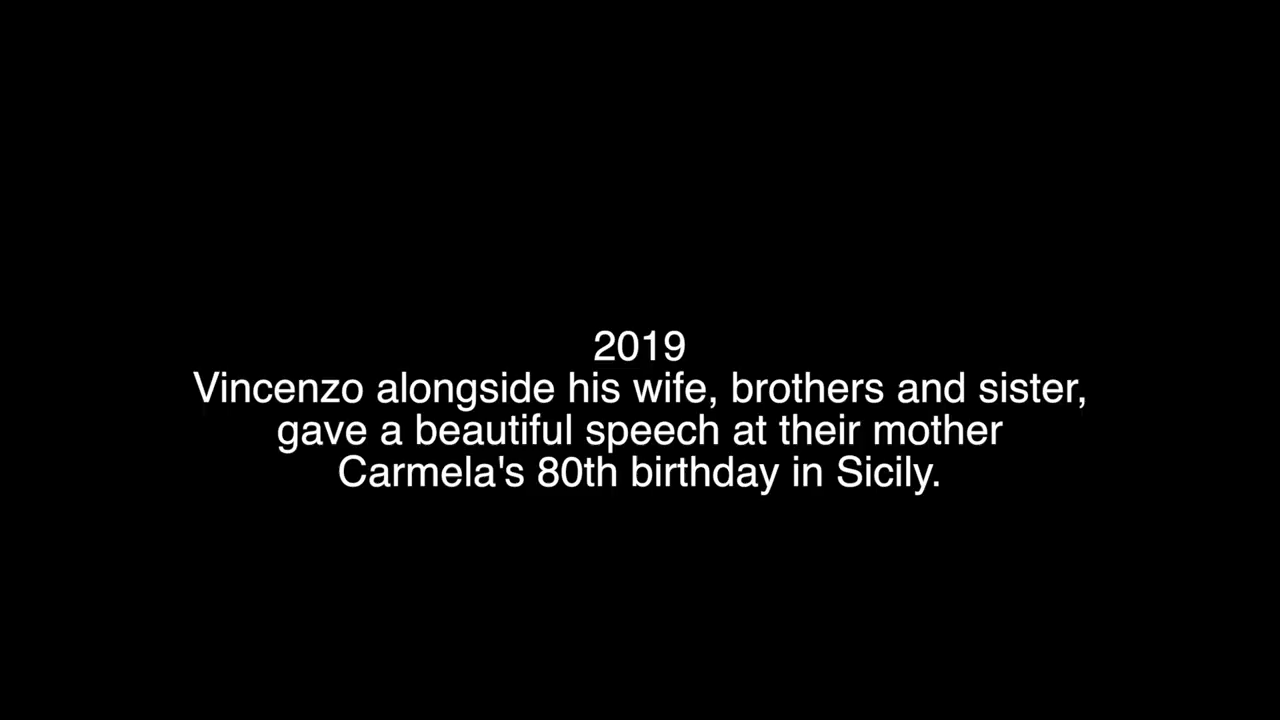 2019
Vincenzo alongside his wife, brothers and sister,
gave a beautiful speech at their mother
Carmela's 80th birthday in Sicily.